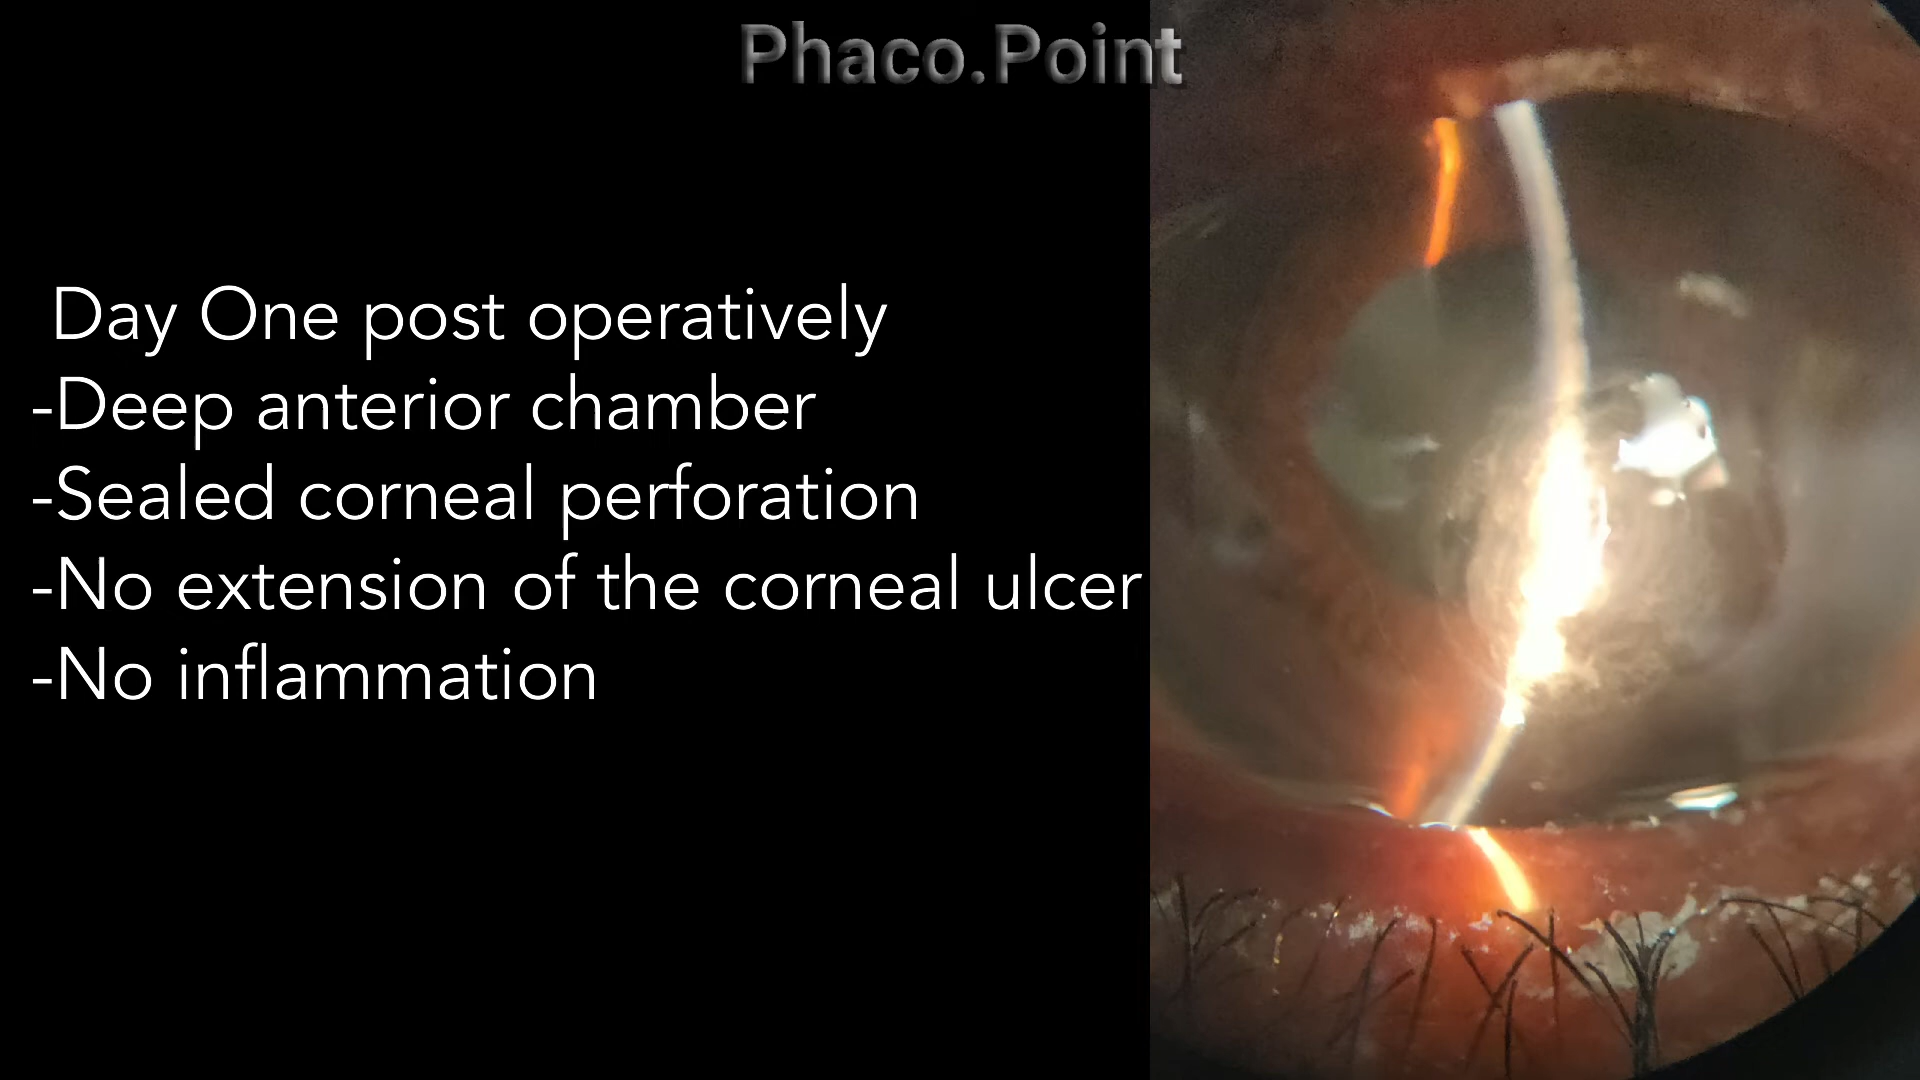 Phaco.Point
Day One post operatively
-Deep anterior chamber
-Sealed corneal perforation
-No extension of the corneal ulcer
-No inflammation